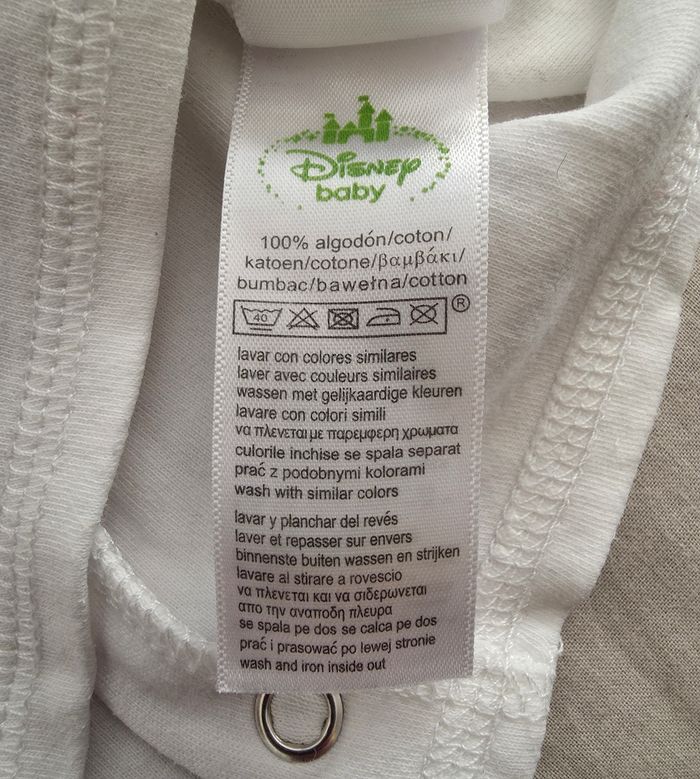 Disney
baby
100% algodón/coton/
katoen/cotone/βαμβάκι/
bumbac/bawełna/cotton
40
®
lavar con colores similares
laver avec couleurs similaires
wassen met gelijkaardige kleuren
lavare con colori simili
να πλενεται με παρεμφερη χρωματα
culorile inchise se spala separat
prać z podobnymi kolorami
wash with similar colors
lavar y planchar del revés
laver et repasser sur envers
binnenste buiten wassen en strijken
lavare al stirare a rovescio
να πλενεται και να σιδερωνεται
απο την αναποδη πλευρα
se spala pe dos se calca pe dos
prać i prasować po lewej stronie
wash and iron inside out